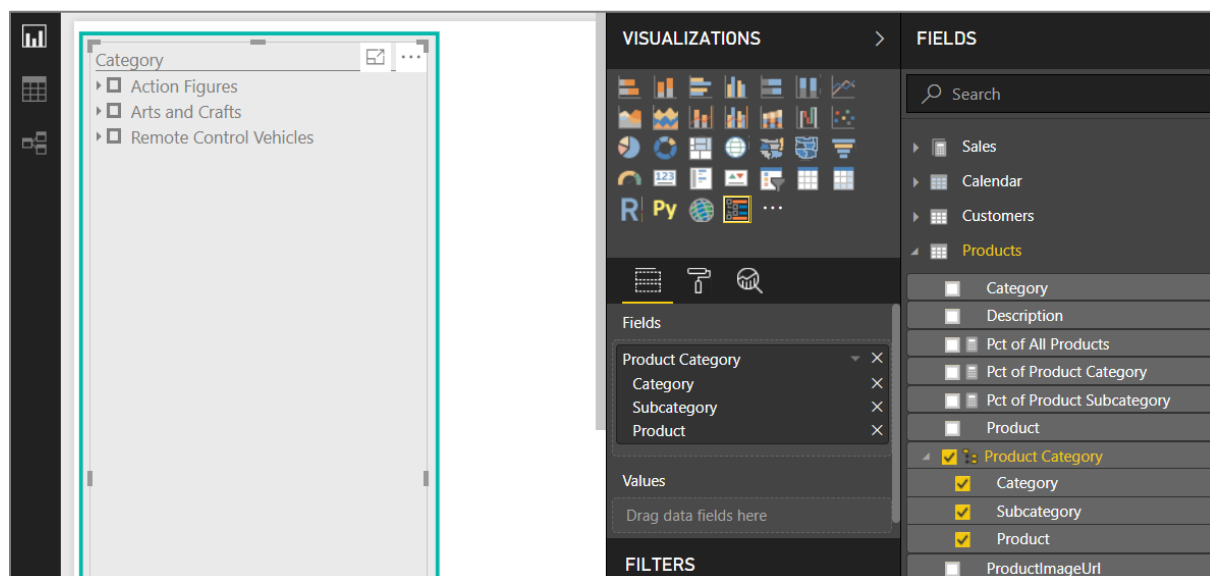 Category
Action Figures
Arts and Crafts
Remote Control Vehicles
VISUALIZATIONS
123
R Py
Fields
Product Category
Category
Subcategory
Product
Values
Drag data fields here
FILTERS
FIELDS
Search
Sales
Calendar
Customers
Products
Category
Description
Pct of All Products
Pct of Product Category
Pct of Product Subcategory
Product
Product Category
Category
Subcategory
Product
ProductImageUrl